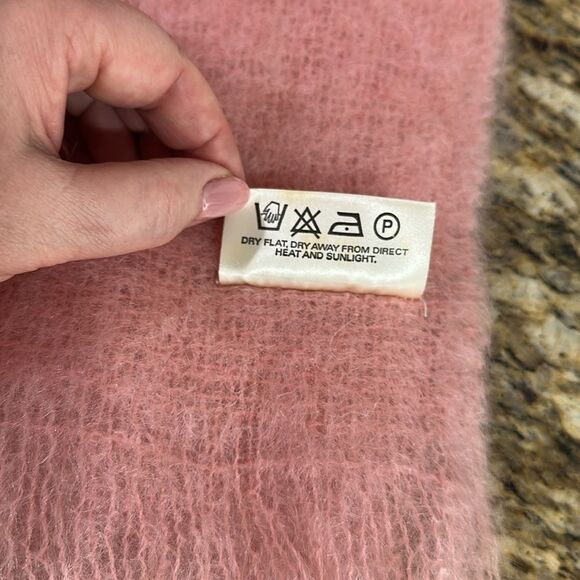 P
DRY FLAT, DRY AWAY FROM DIRECT
HEAT AND SUNLIGHT.